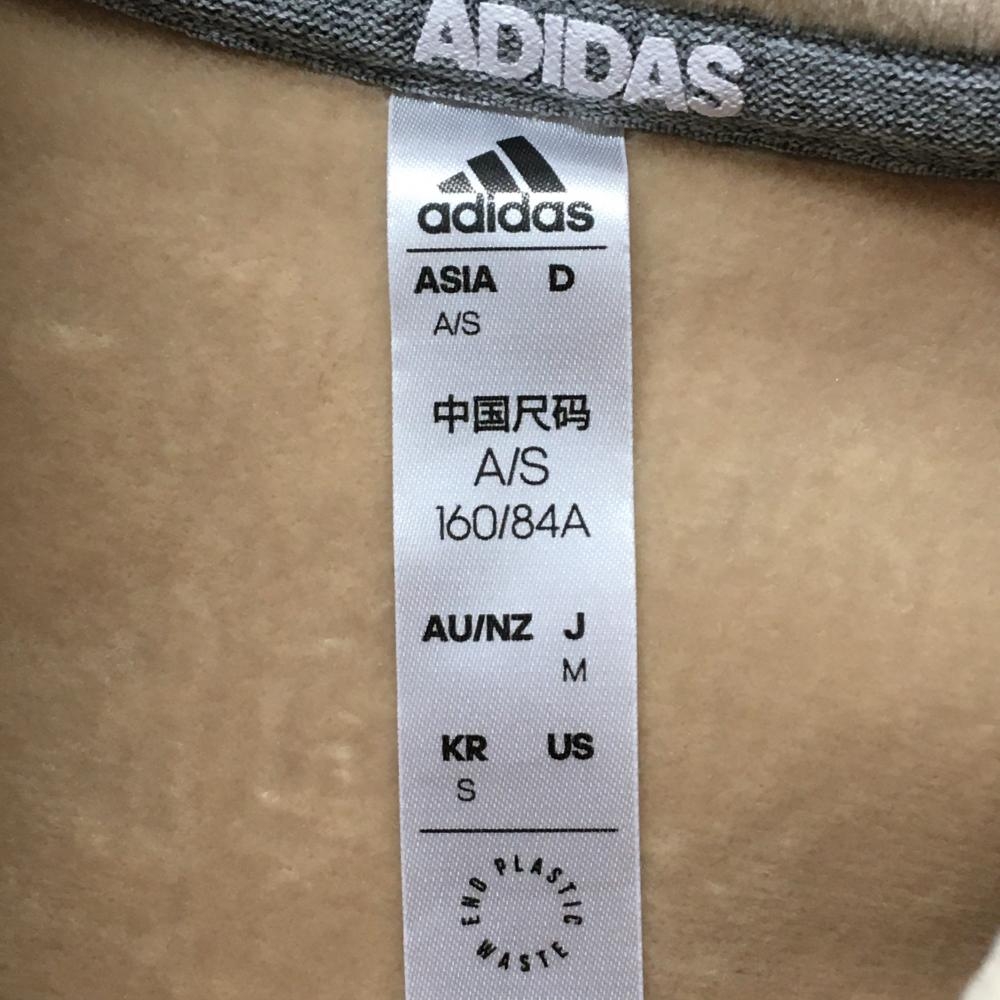 ADIDAS
adidas
ASIA D
A/S
中国尺码
A/S
160/84A
AU/NZ J
M
KR US
S
END PLASTIC WASTE